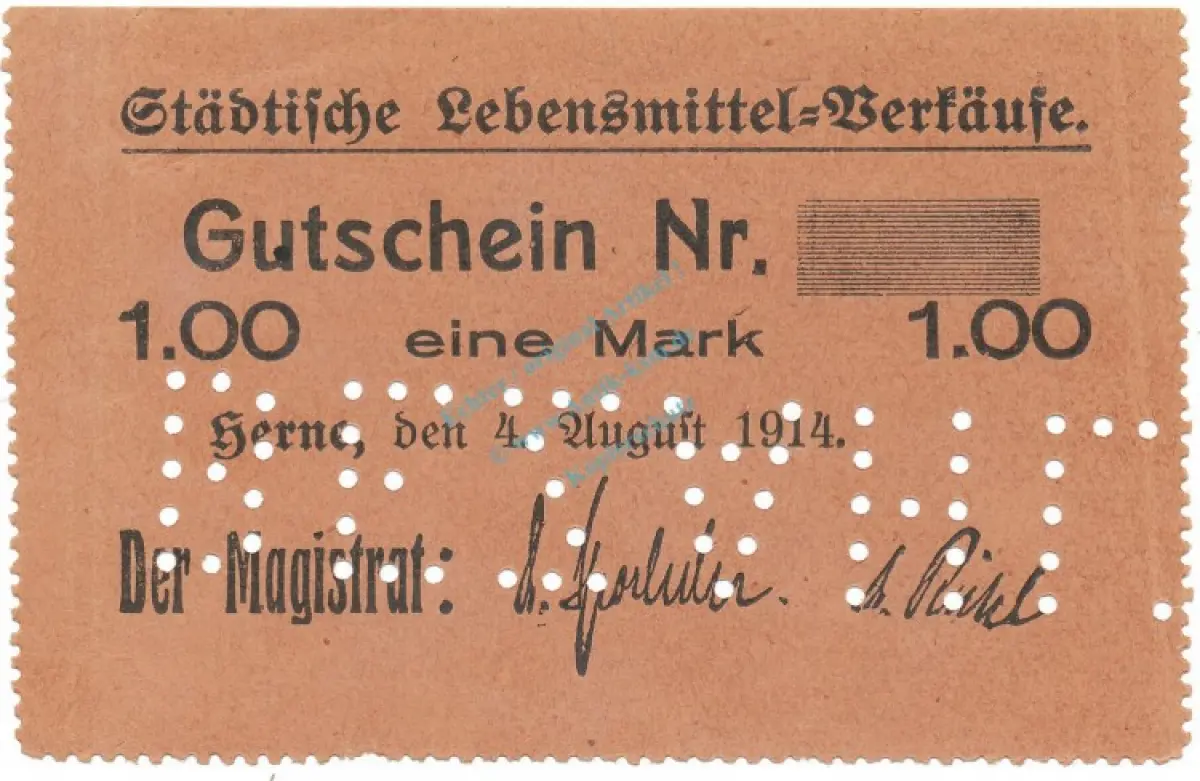 Städtische Lebensmittel-Verkäufe.
Gutschein Nr.
1.00 eine Mark 1.00
Herne, den 4. August 1914.
Der Magistrat: